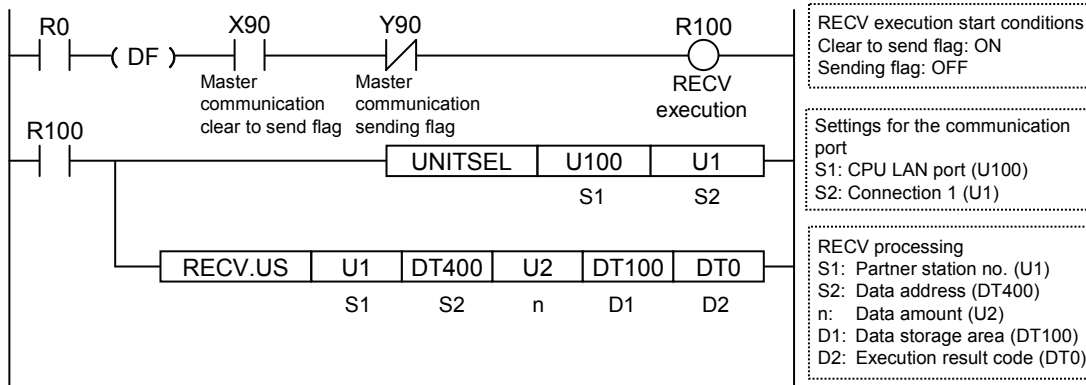 R0
X90
Y90
R100
( DF )
Master
communication
clear to send flag
Master
communication
sending flag
RECV
execution
RECV execution start conditions
Clear to send flag: ON
Sending flag: OFF
R100
UNITSEL U100 U1
S1 S2
Settings for the communication
port
S1: CPU LAN port (U100)
S2: Connection 1 (U1)
RECV.US U1 DT400 U2 DT100 DT0
S1 S2 n D1 D2
RECV processing
S1: Partner station no. (U1)
S2: Data address (DT400)
n: Data amount (U2)
D1: Data storage area (DT100)
D2: Execution result code (DT0)